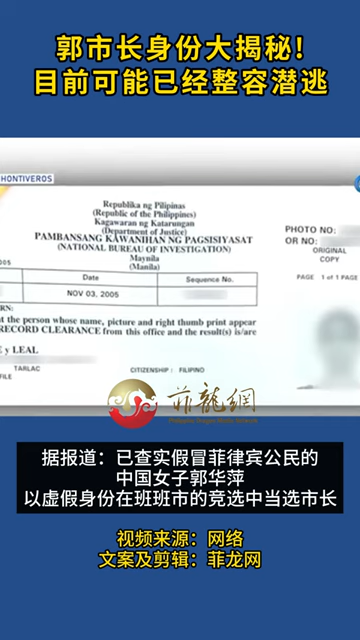 郭市长身份大揭秘!
目前可能已经整容潜逃
HONTIVEROS
Republika ng Pilipinas
(Republic of the Philippines)
Kagawaran ng Katarungan
(Department of Justice)
PAMBANSANG KAWANIHAN NG PAGSISIYASAT
(NATIONAL BUREAU OF INVESTIGATION)
Maynila
(Manila)
PHOTO NO:
OR NO:
ORIGINAL
COPY
PAGE 1 of 1 PAGE
2005
Date
Sequence No.
NOV 03, 2005
RN:
t the person whose name, picture and right thumb print appear
RECORD CLEARANCE from this office and the result(s) is/are
E y LEAL
TARLAC
CITIZENSHIP : FILIPINO
FILE
菲龍網
据报道：已查实假冒菲律宾公民的
中国女子郭华萍
以虚假身份在班班市的竞选中当选市长
视频来源：网络
文案及剪辑：菲龙网